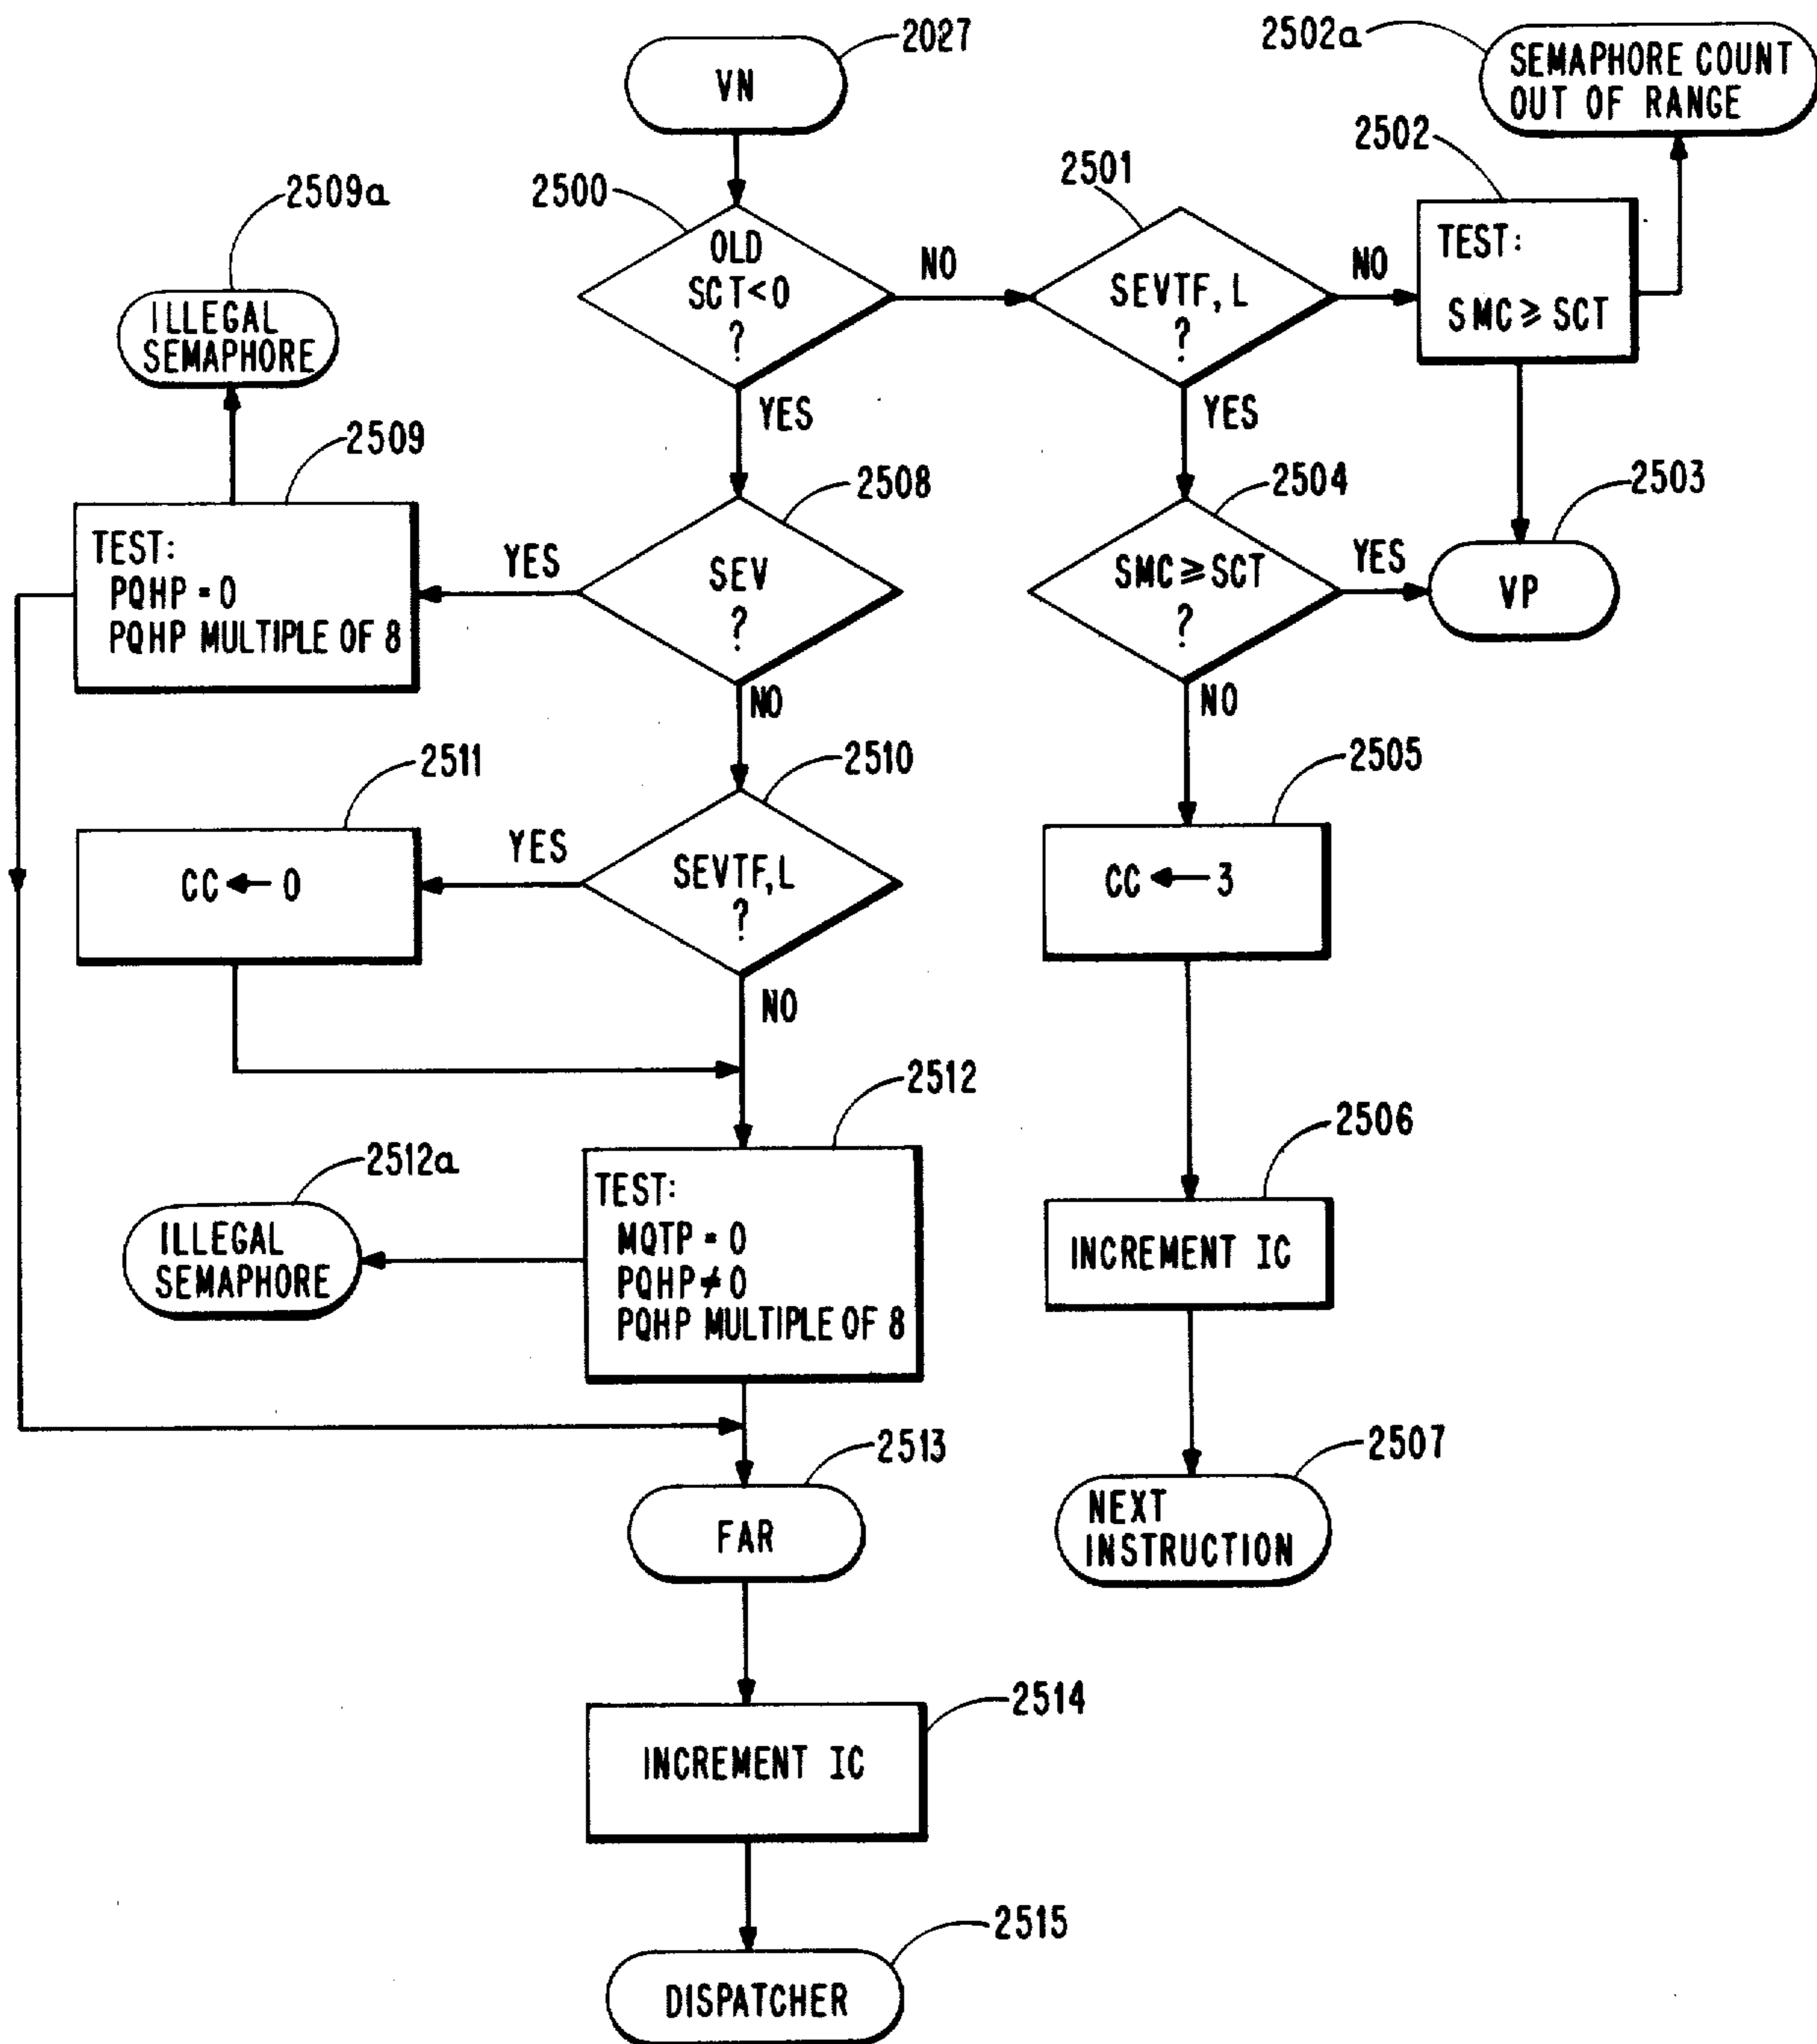 2027
VN
2502a
SEMAPHORE COUNT
OUT OF RANGE
2500
OLD
SCT<0
?
NO
2501
SEVTF, L
?
NO
2502
TEST:
SMC ≥ SCT
2509a
ILLEGAL
SEMAPHORE
YES
YES
2509
TEST:
PQHP = 0
PQHP MULTIPLE OF 8
YES
2508
SEV
?
NO
2504
SMC ≥ SCT
?
YES
2503
VP
NO
2511
CC ← 0
YES
2510
SEVTF, L
?
NO
2505
CC ← 3
2512
TEST:
MQTP = 0
PQHP ≠ 0
PQHP MULTIPLE OF 8
2512a
ILLEGAL
SEMAPHORE
2506
INCREMENT IC
2513
FAR
2507
NEXT
INSTRUCTION
2514
INCREMENT IC
2515
DISPATCHER